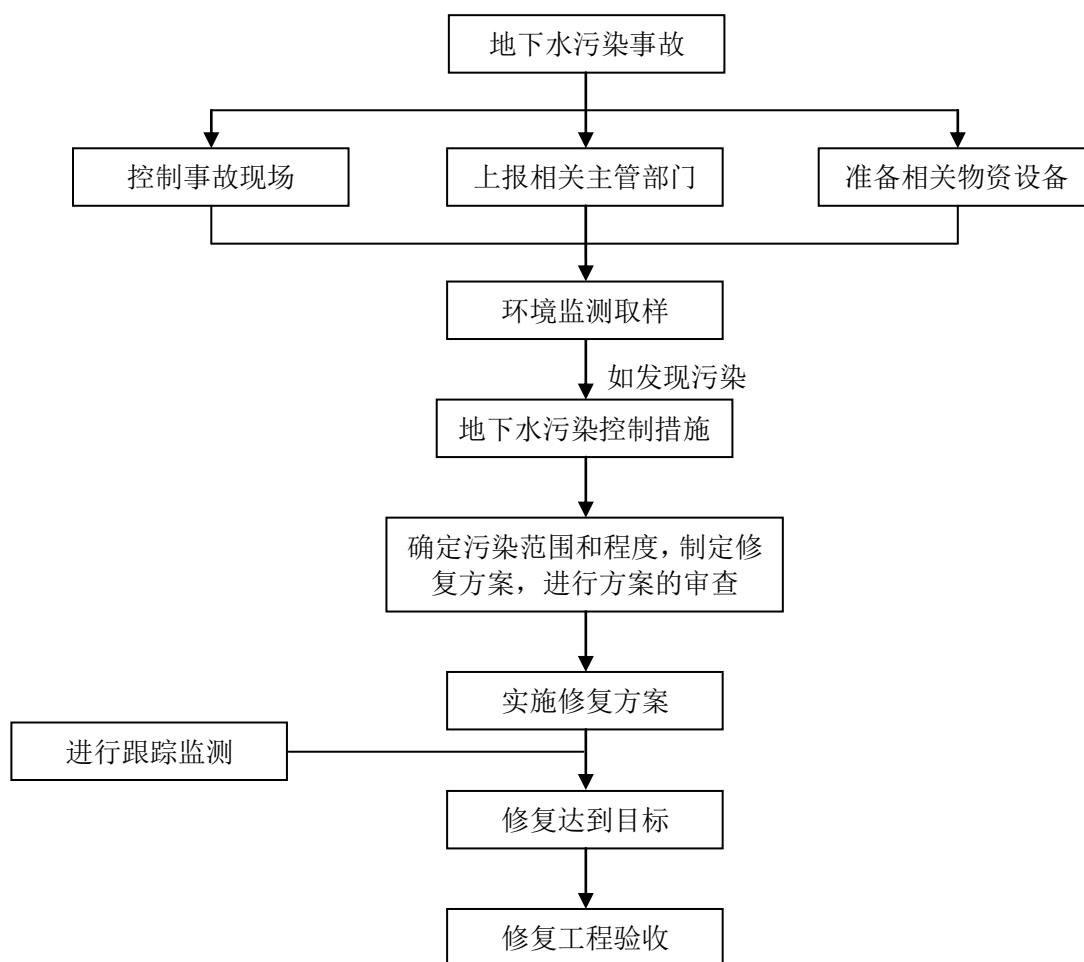 地下水污染事故
控制事故现场
上报相关主管部门
准备相关物资设备
环境监测取样
如发现污染
地下水污染控制措施
确定污染范围和程度,制定修
复方案，进行方案的审查
实施修复方案
进行跟踪监测
修复达到目标
修复工程验收